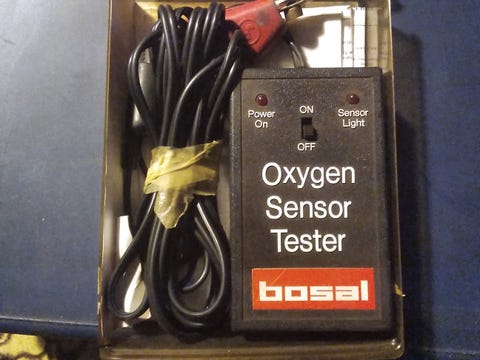 ON
Power On
Sensor Light
OFF
Oxygen
Sensor
Tester
bosal